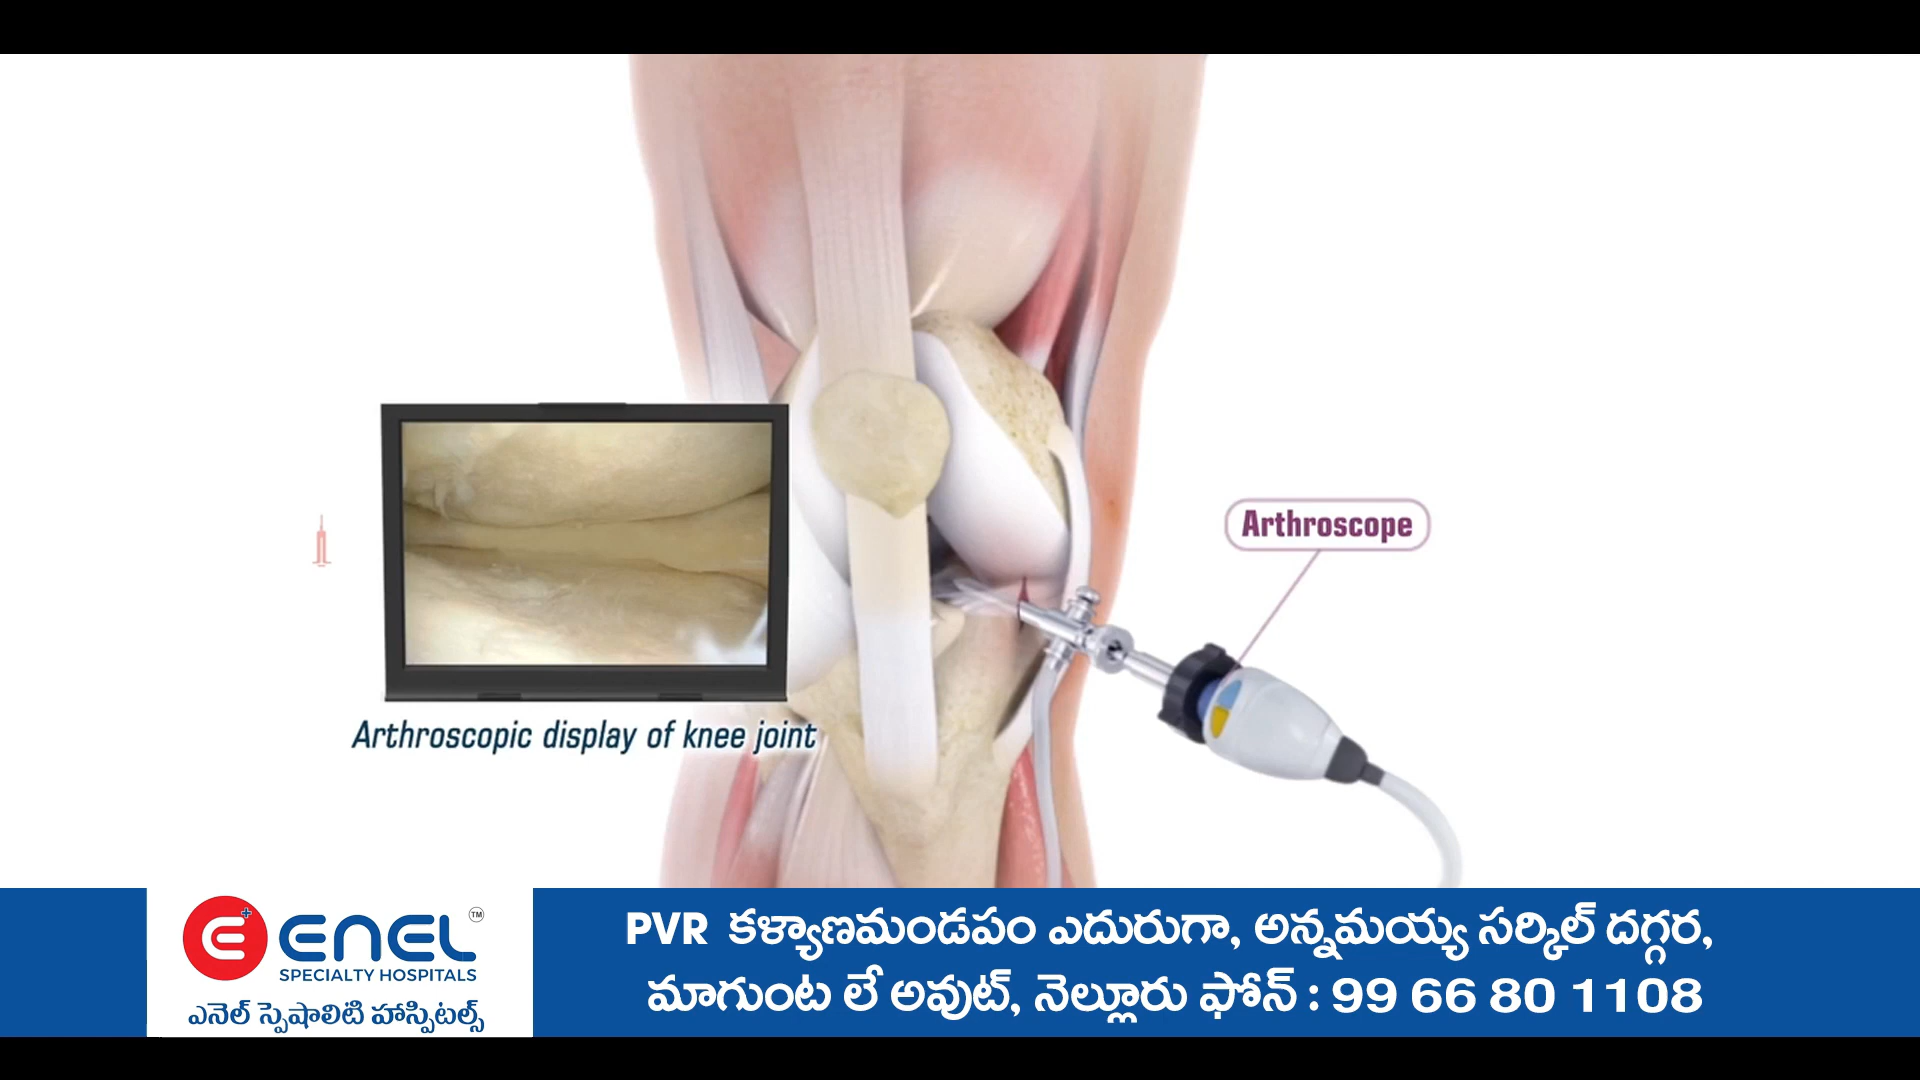 Arthroscope
Arthroscopic display of knee joint
ENEL™
SPECIALTY HOSPITALS
ఎనెల్ స్పెషాలిటి హాస్పిటల్స్
PVR కళ్యాణమండపం ఎదురుగా, అన్నమయ్య సర్కిల్ దగ్గర,
మాగుంట లే అవుట్, నెల్లూరు ఫోన్ : 99 66 80 1108